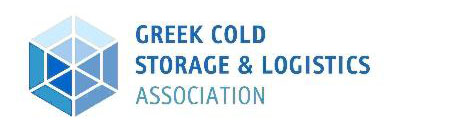 GREEK COLD
STORAGE & LOGISTICS
ASSOCIATION